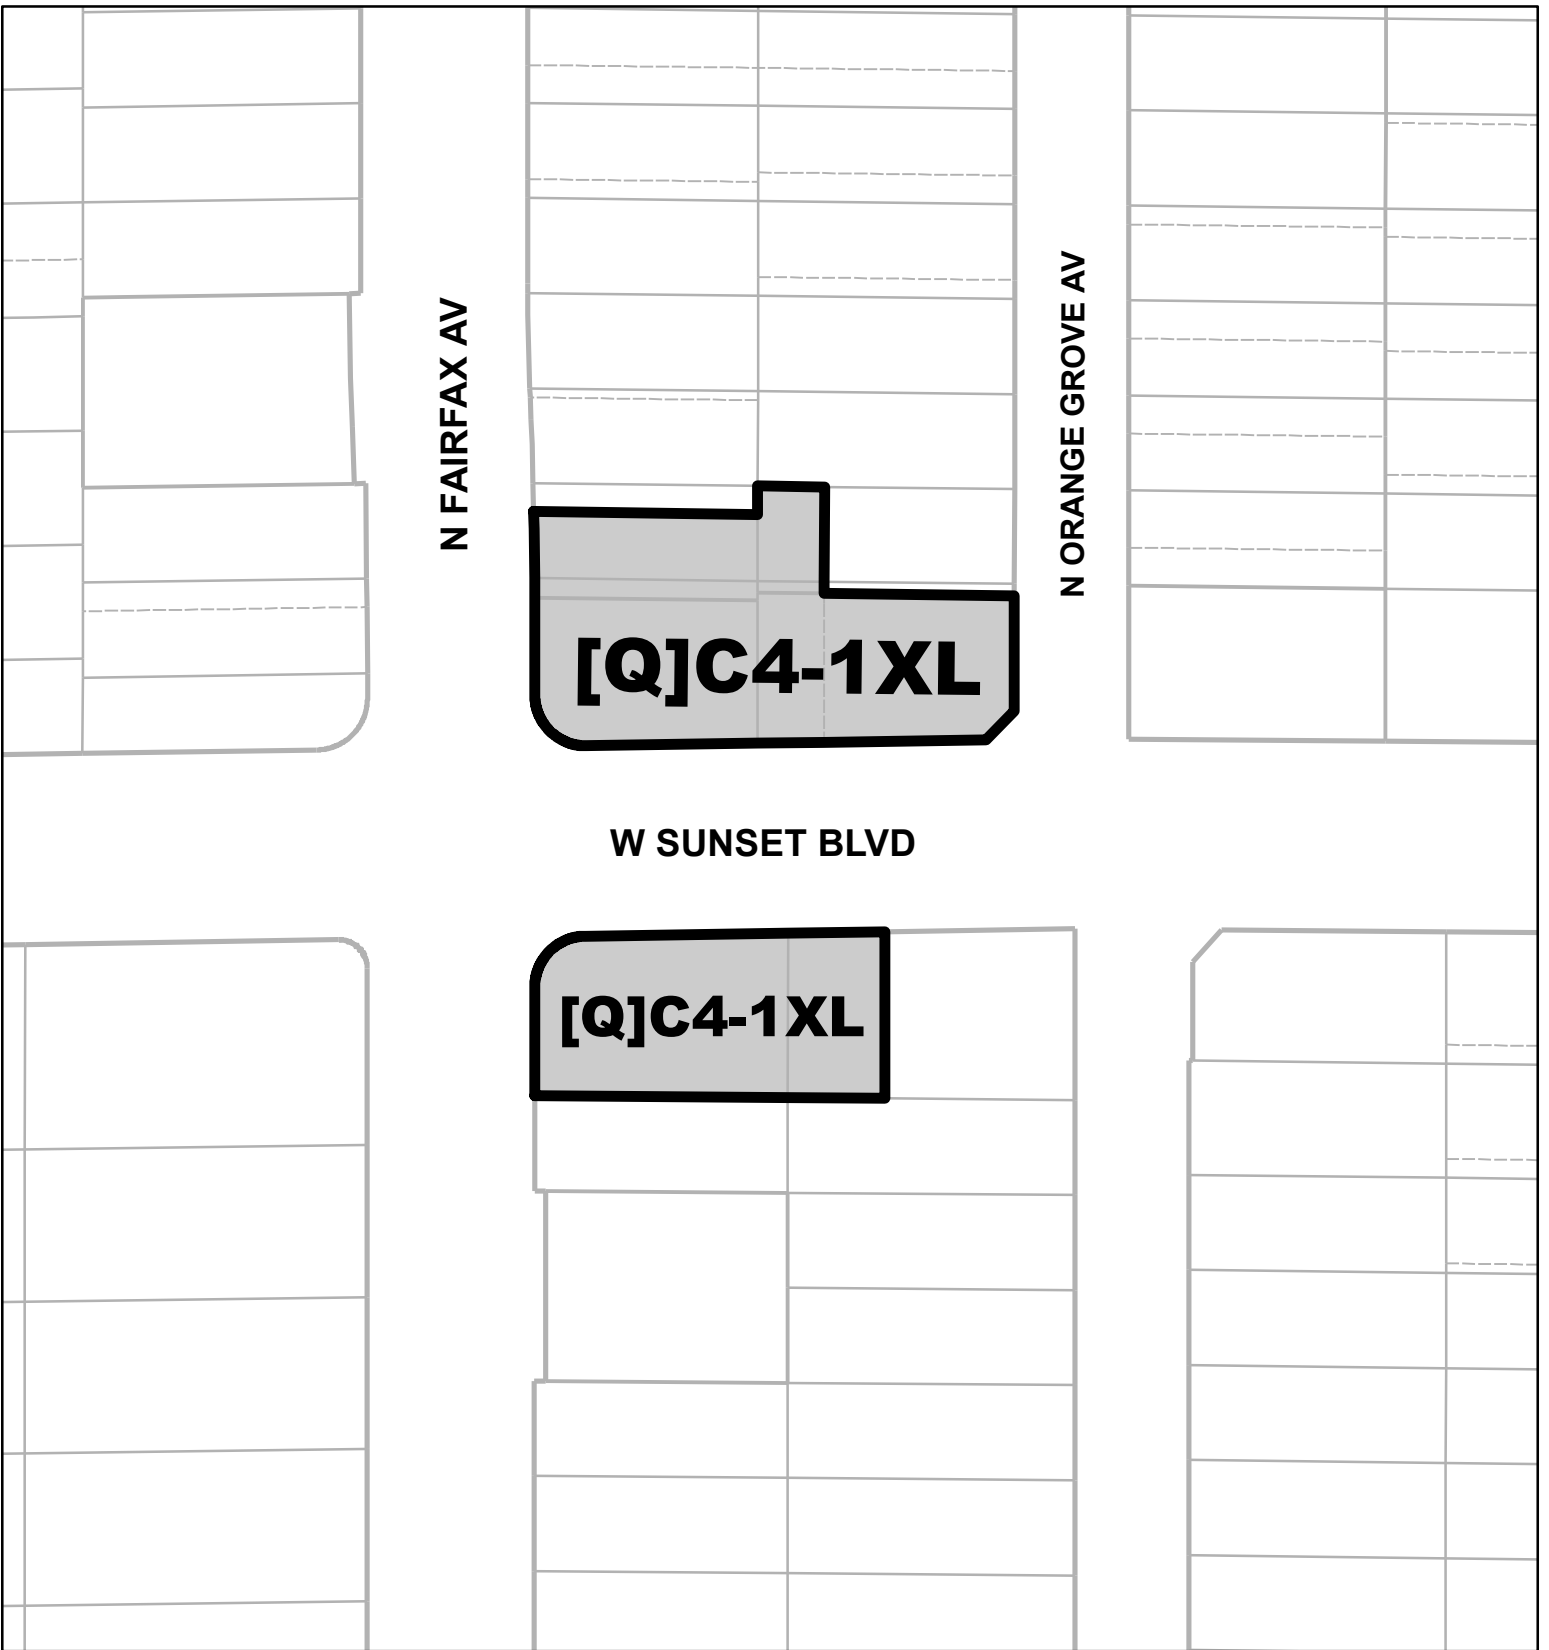 N FAIRFAX AV
N ORANGE GROVE AV
[Q]C4-1XL
W SUNSET BLVD
[Q]C4-1XL